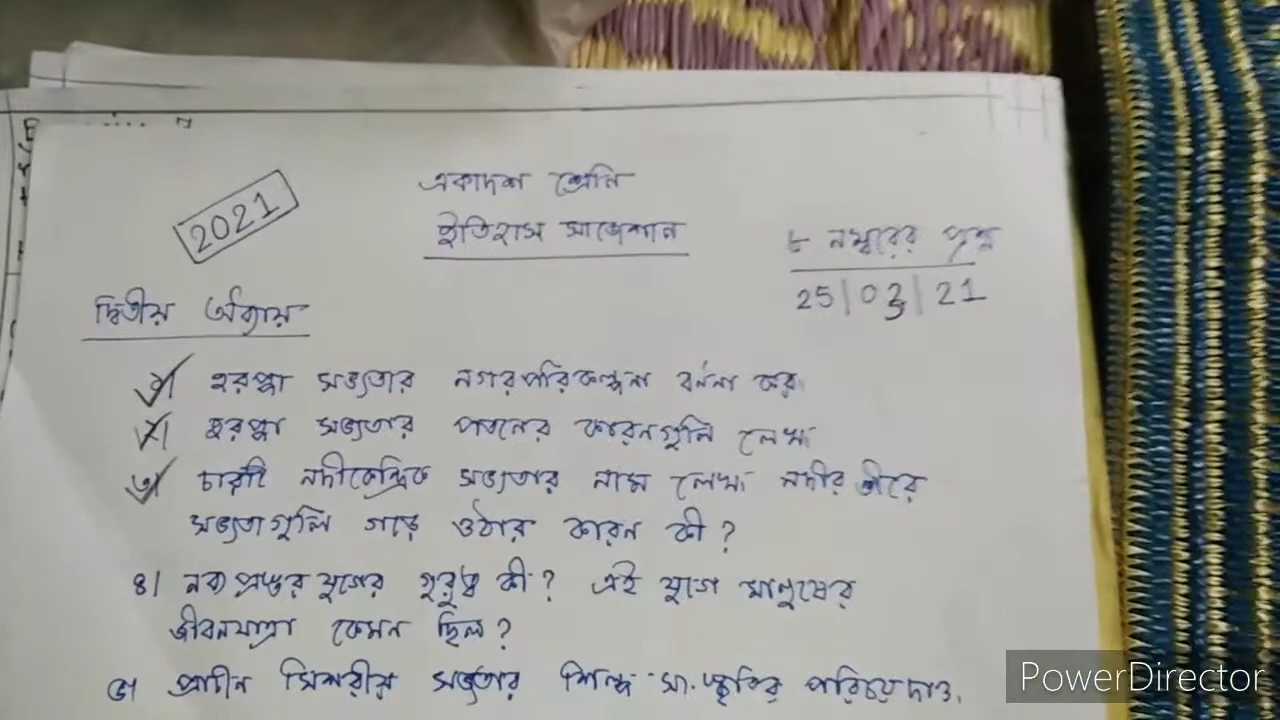 2021
একাদশ শ্রেনি
ইতিহাস সাজেশান
৮ নম্বরের প্রশ্ন
25/03/21
দ্বিতীয় অধ্যায়
১। হরপ্পা সভ্যতার নগরপরিকল্পনা বর্ননা কর।
২। হরপ্পা সভ্যতার পতনের কারনগুলি লেখ।
৩। চারটি নদীকেন্দ্রিক সভ্যতার নাম লেখ। নদীর তীরে
সভ্যতাগুলি গড়ে ওঠার কারন কী?
৪। নব্যপ্রস্তর যুগের গুরুত্ব কী? এই যুগে মানুষের
জীবনযাত্রা কেমন ছিল?
৫। প্রাচীন মিশরীয় সভ্যতার শিল্প সংস্কৃতির পরিচয় দাও।
PowerDirector